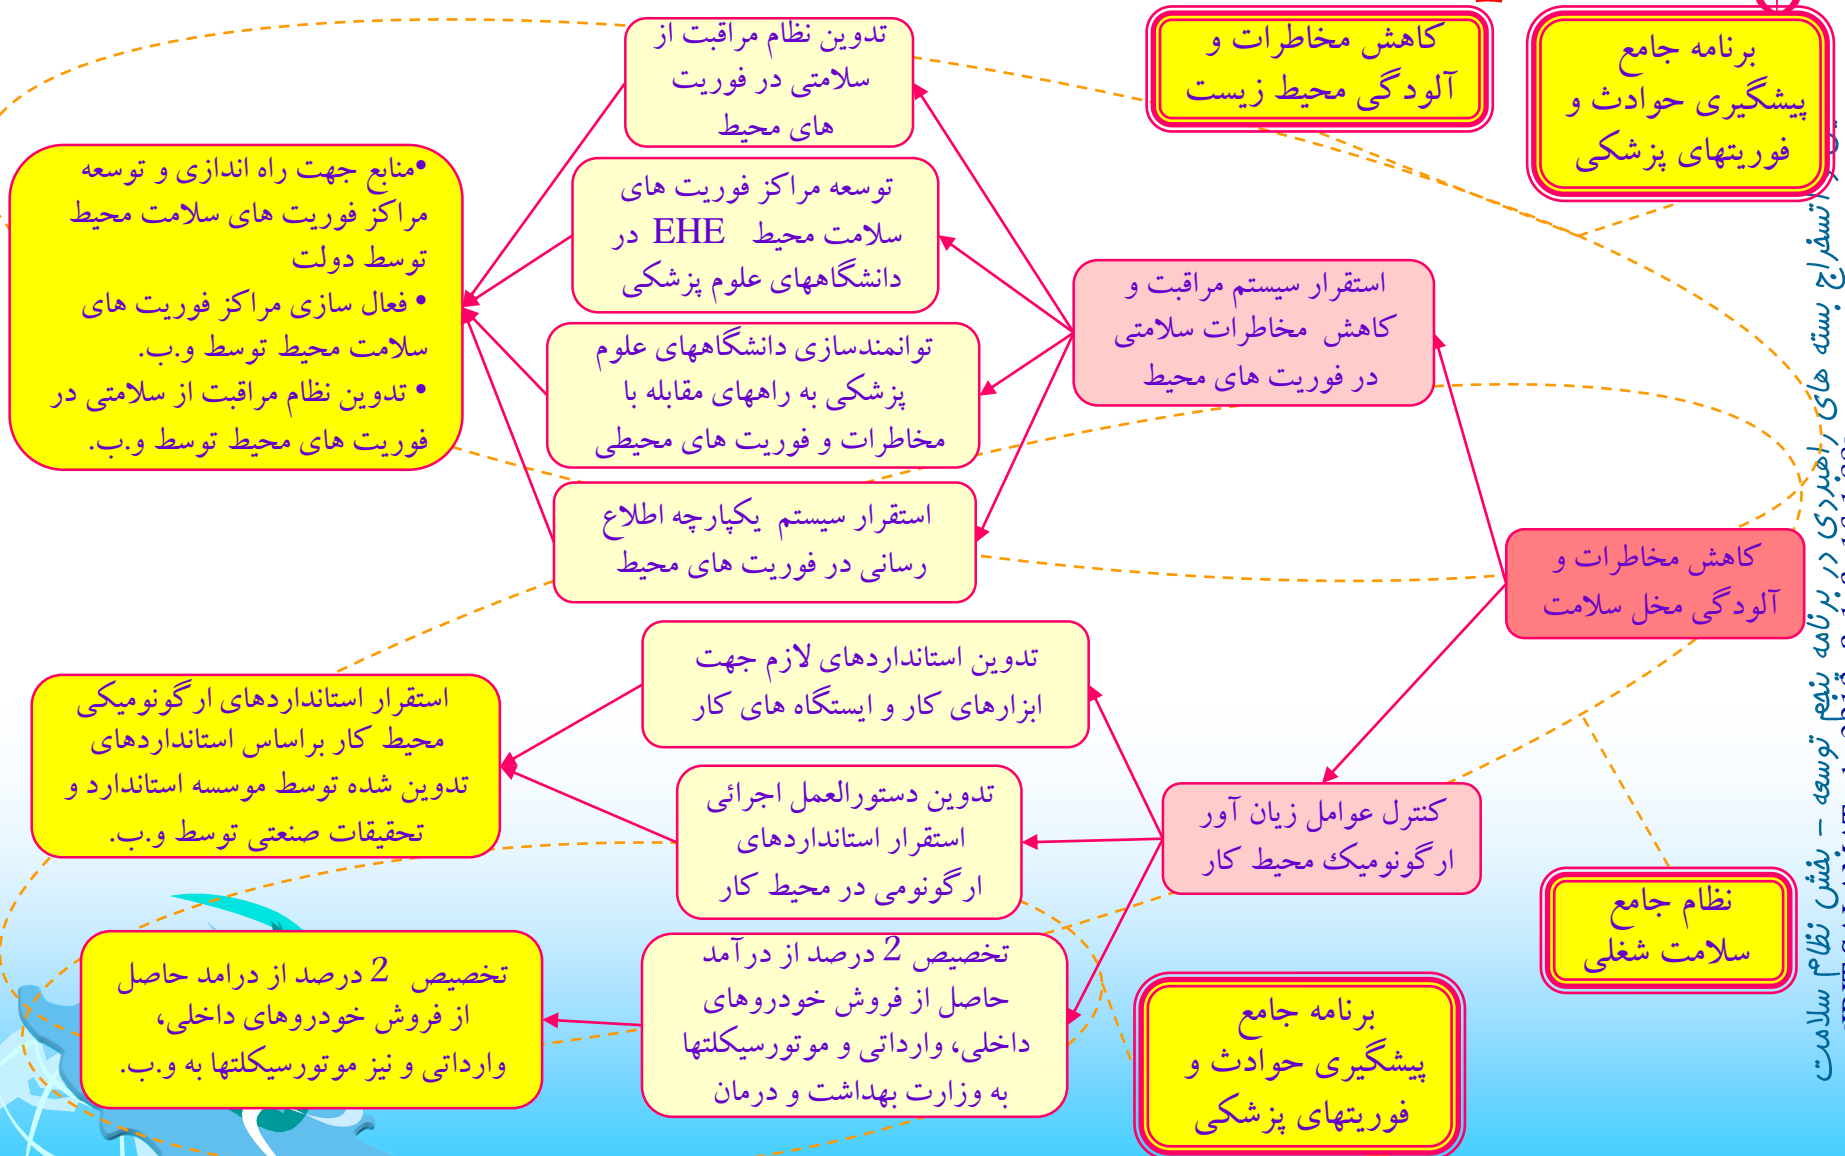 برنامه جامع
پیشگیری حوادث و
فوریتهای پزشکی
کاهش مخاطرات و
آلودگی محیط زیست
کاهش مخاطرات و
آلودگی مخل سلامت
استقرار سیستم مراقبت و
کاهش مخاطرات سلامتی
در فوریت های محیط
تدوین نظام مراقبت از
سلامتی در فوریت
های محیط
توسعه مراکز فوریت های
سلامت محیط EHE در
دانشگاههای علوم پزشکی
توانمندسازی دانشگاههای علوم
پزشکی به راههای مقابله با
مخاطرات و فوریت های محیطی
استقرار سیستم یکپارچه اطلاع
رسانی در فوریت های محیط
•منابع جهت راه اندازی و توسعه
مراکز فوریت های سلامت محیط
توسط دولت
• فعال سازی مراکز فوریت های
سلامت محیط توسط و.ب.
• تدوین نظام مراقبت از سلامتی در
فوریت های محیط توسط و.ب.
کنترل عوامل زیان آور
ارگونومیک محیط کار
تدوین استانداردهای لازم جهت
ابزارهای کار و ایستگاه های کار
تدوین دستورالعمل اجرائی
استقرار استانداردهای
ارگونومی در محیط کار
تخصیص 2 درصد از درآمد
حاصل از فروش خودروهای
داخلی، وارداتی و موتورسیکلتها
به وزارت بهداشت و درمان
استقرار استانداردهای ارگونومیکی
محیط کار براساس استانداردهای
تدوین شده توسط موسسه استاندارد و
تحقیقات صنعتی توسط و.ب.
تخصیص 2 درصد از درامد حاصل
از فروش خودروهای داخلی،
وارداتی و نیز موتورسیکلتها به و.ب.
نظام جامع
سلامت شغلی
برنامه جامع
پیشگیری حوادث و
فوریتهای پزشکی
استفراج بسته های راهبردی در برنامه پنجم توسعه - بخش نظام سلامت